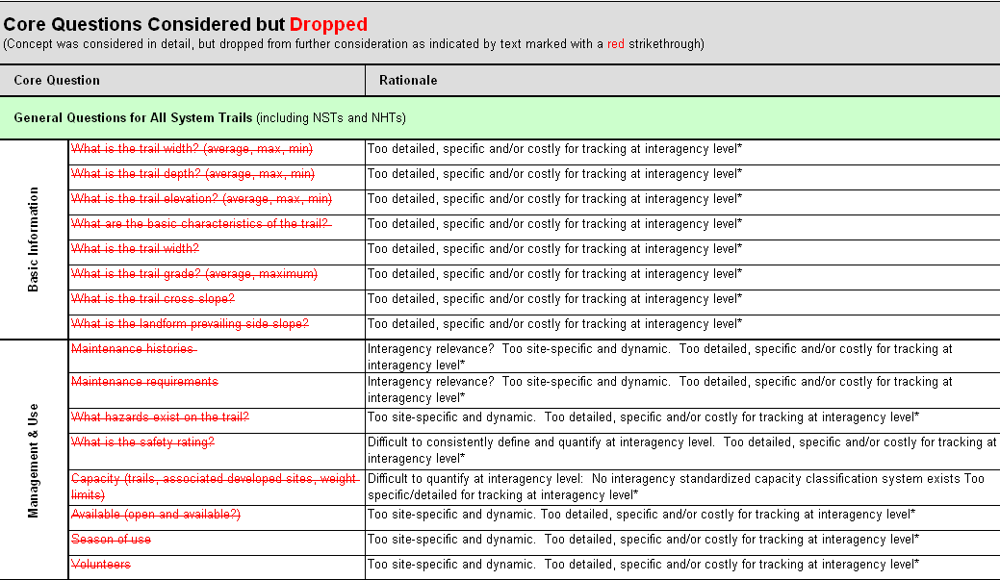 Core Questions Considered but Dropped
(Concept was considered in detail, but dropped from further consideration as indicated by text marked with a red strikethrough)
Core Question Rationale
General Questions for All System Trails (including NSTs and NHTs)
Basic Information
What is the trail width? (average, max, min) Too detailed, specific and/or costly for tracking at interagency level*
What is the trail depth? (average, max, min) Too detailed, specific and/or costly for tracking at interagency level*
What is the trail elevation? (average, max, min) Too detailed, specific and/or costly for tracking at interagency level*
What are the basic characteristics of the trail? Too detailed, specific and/or costly for tracking at interagency level*
What is the trail width? Too detailed, specific and/or costly for tracking at interagency level*
What is the trail grade? (average, maximum) Too detailed, specific and/or costly for tracking at interagency level*
What is the trail cross slope? Too detailed, specific and/or costly for tracking at interagency level*
What is the landform prevailing side slope? Too detailed, specific and/or costly for tracking at interagency level*
Management & Use
Maintenance histories Interagency relevance? Too site-specific and dynamic. Too detailed, specific and/or costly for tracking at
interagency level*
Maintenance requirements Interagency relevance? Too site-specific and dynamic. Too detailed, specific and/or costly for tracking at
interagency level*
What hazards exist on the trail? Too site-specific and dynamic. Too detailed, specific and/or costly for tracking at interagency level*
What is the safety rating? Difficult to consistently define and quantify at interagency level. Too detailed, specific and/or costly for tracking at
interagency level*
Capacity (trails, associated developed sites, weight Difficult to quantify at interagency level: No interagency standardized capacity classification system exists Too
limits) specific/detailed for tracking at interagency level*
Available (open and available?) Too site-specific and dynamic. Too detailed, specific and/or costly for tracking at interagency level*
Season of use Too site-specific and dynamic. Too detailed, specific and/or costly for tracking at interagency level*
Volunteers Too site-specific and dynamic. Too detailed, specific and/or costly for tracking at interagency level*